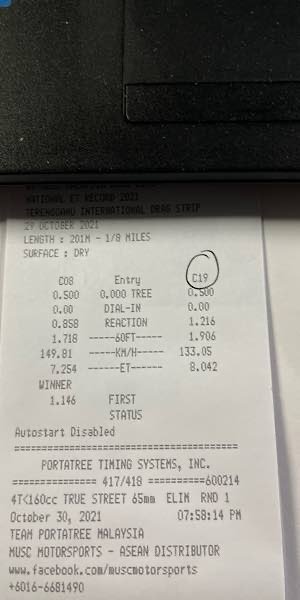 NATIONAL ET RECORD 2021
TERENGGANU INTERNATIONAL DRAG STRIP
29 OCTOBER 2021
LENGTH : 201M - 1/8 MILES
SURFACE : DRY
C08 Entry C19
0.500 0.000 TREE 0.500
0.00 DIAL-IN 0.00
0.858 REACTION 1.216
1.718 -----60FT----- 1.906
149.81 -----KM/H----- 133.05
7.254 ------ET------ 8.042
WINNER
1.146 FIRST
STATUS
Autostart Disabled
========================================
PORTATREE TIMING SYSTEMS, INC.
=============== 417/418 ==========600214
4T<160cc TRUE STREET 65mm ELIM RND 1
October 30, 2021 07:58:14 PM
TEAM PORTATREE MALAYSIA
MUSC MOTORSPORTS - ASEAN DISTRIBUTOR
www.facebook.com/muscmotorsports
+6016-6681490